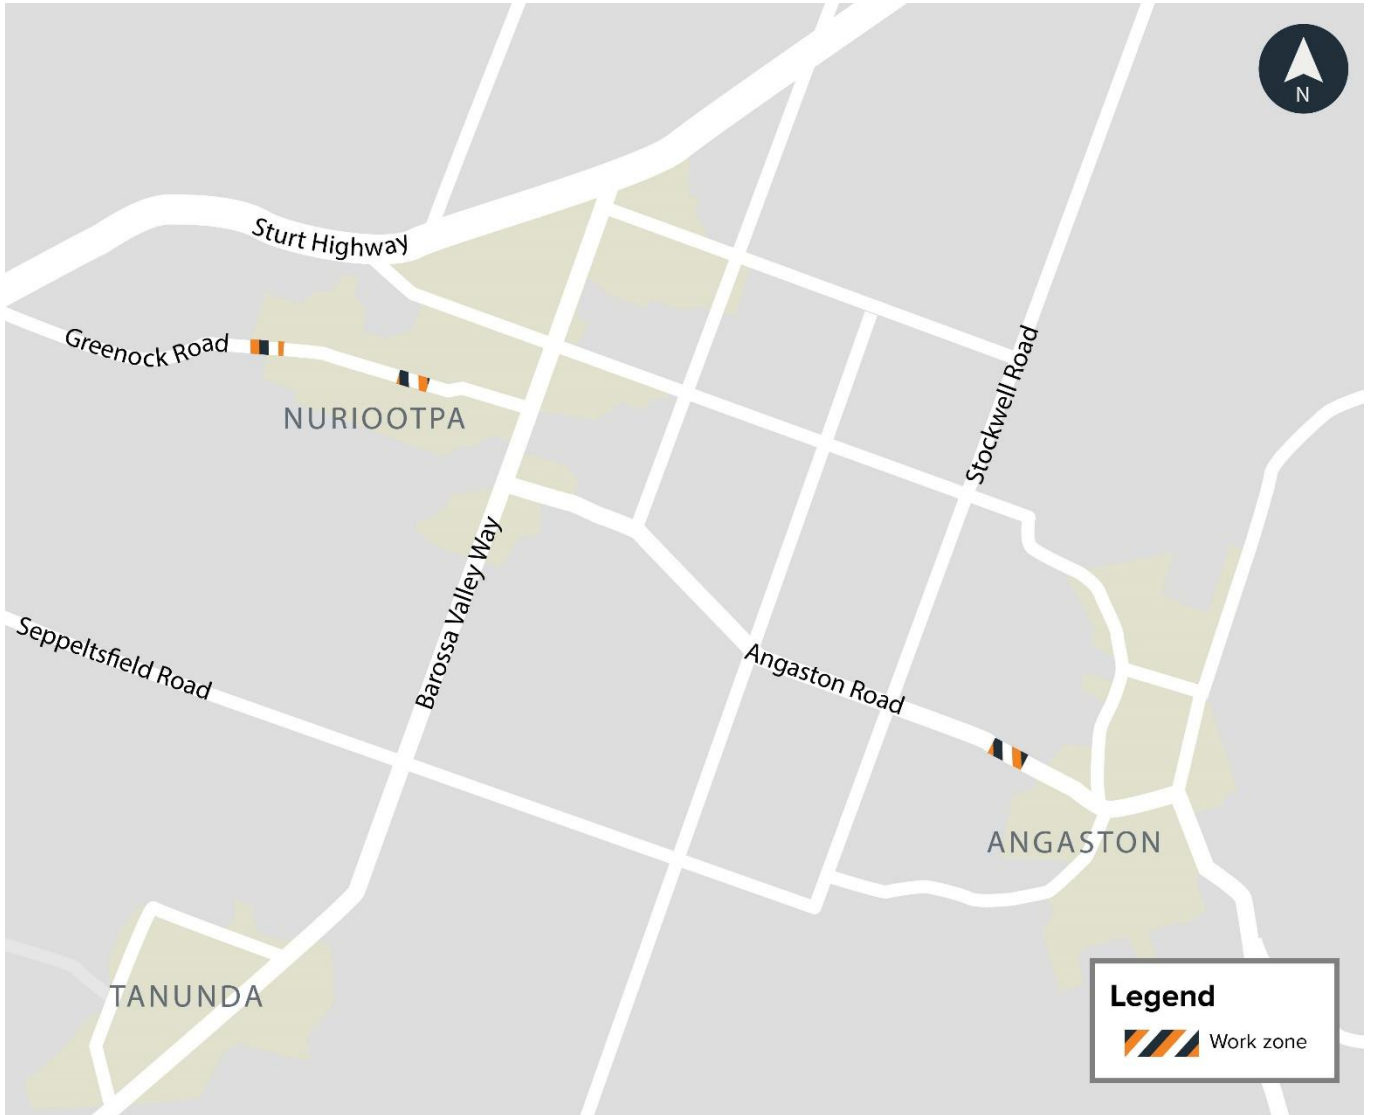 N
Sturt Highway
Greenock Road
NURIOOTPA
Stockwell Road
Barossa Valley Way
Seppeltsfield Road
Angaston Road
ANGASTON
TANUNDA
Legend
Work zone